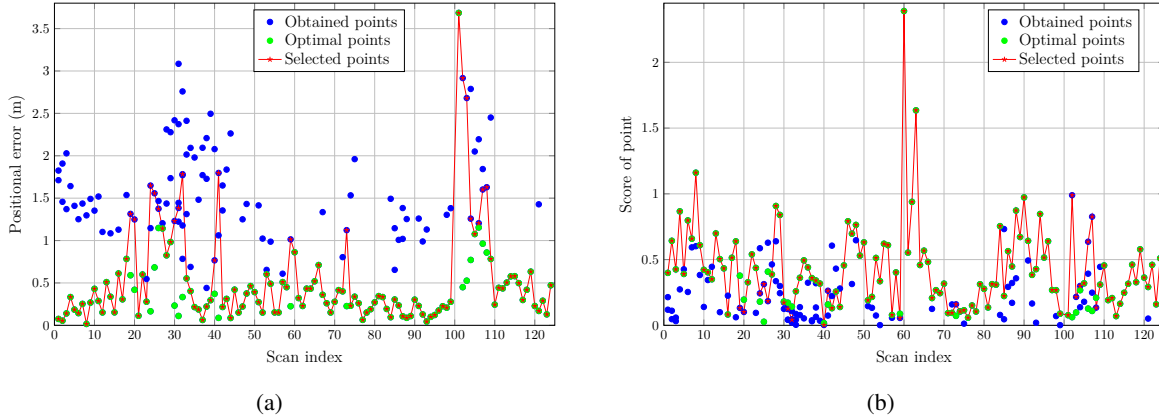 3.5
3
2.5
2
1.5
1
0.5
0
0 10 20 30 40 50 60 70 80 90 100 110 120
Positional error (m)
Scan index
Obtained points
Optimal points
Selected points
(a)
2
1.5
1
0.5
0
0 10 20 30 40 50 60 70 80 90 100 110 120
Score of point
Scan index
Obtained points
Optimal points
Selected points
(b)